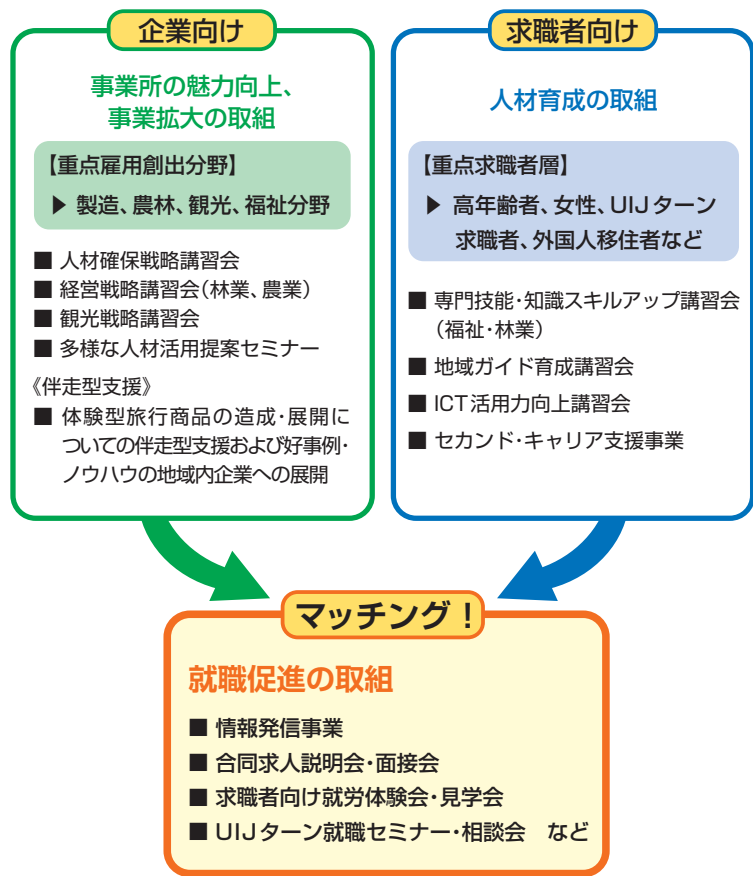 企業向け
事業所の魅力向上、
事業拡大の取組
【重点雇用創出分野】
▶ 製造、農林、観光、福祉分野
■ 人材確保戦略講習会
■ 経営戦略講習会(林業、農業)
■ 観光戦略講習会
■ 多様な人材活用提案セミナー
《伴走型支援》
■ 体験型旅行商品の造成・展開に
ついての伴走型支援および好事例・
ノウハウの地域内企業への展開
求職者向け
人材育成の取組
【重点求職者層】
▶ 高年齢者、女性、UIJターン
求職者、外国人移住者など
■ 専門技能・知識スキルアップ講習会
(福祉・林業)
■ 地域ガイド育成講習会
■ ICT活用力向上講習会
■ セカンド・キャリア支援事業
マッチング!
就職促進の取組
■ 情報発信事業
■ 合同求人説明会・面接会
■ 求職者向け就労体験会・見学会
■ UIJターン就職セミナー・相談会　など